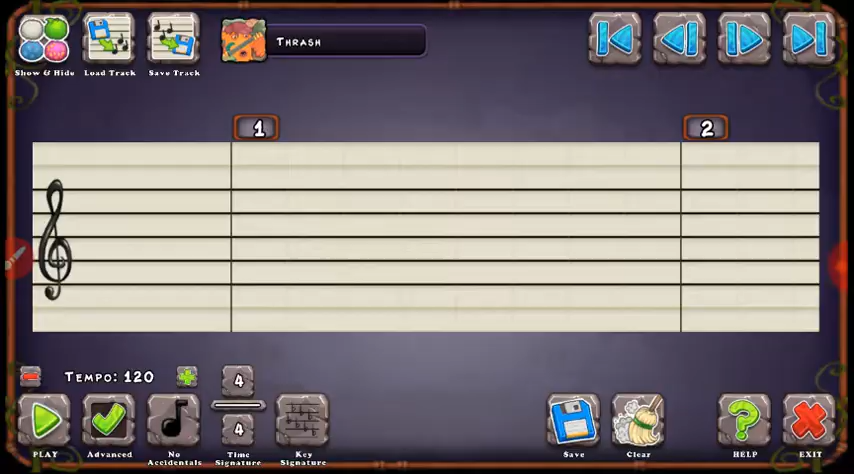 Show & Hide
Load Track
Save Track
Thrash
1
2
Tempo: 120
4
4
PLAY
Advanced
No
Accidentals
Time
Signature
Key
Signature
Save
Clear
HELP
EXIT